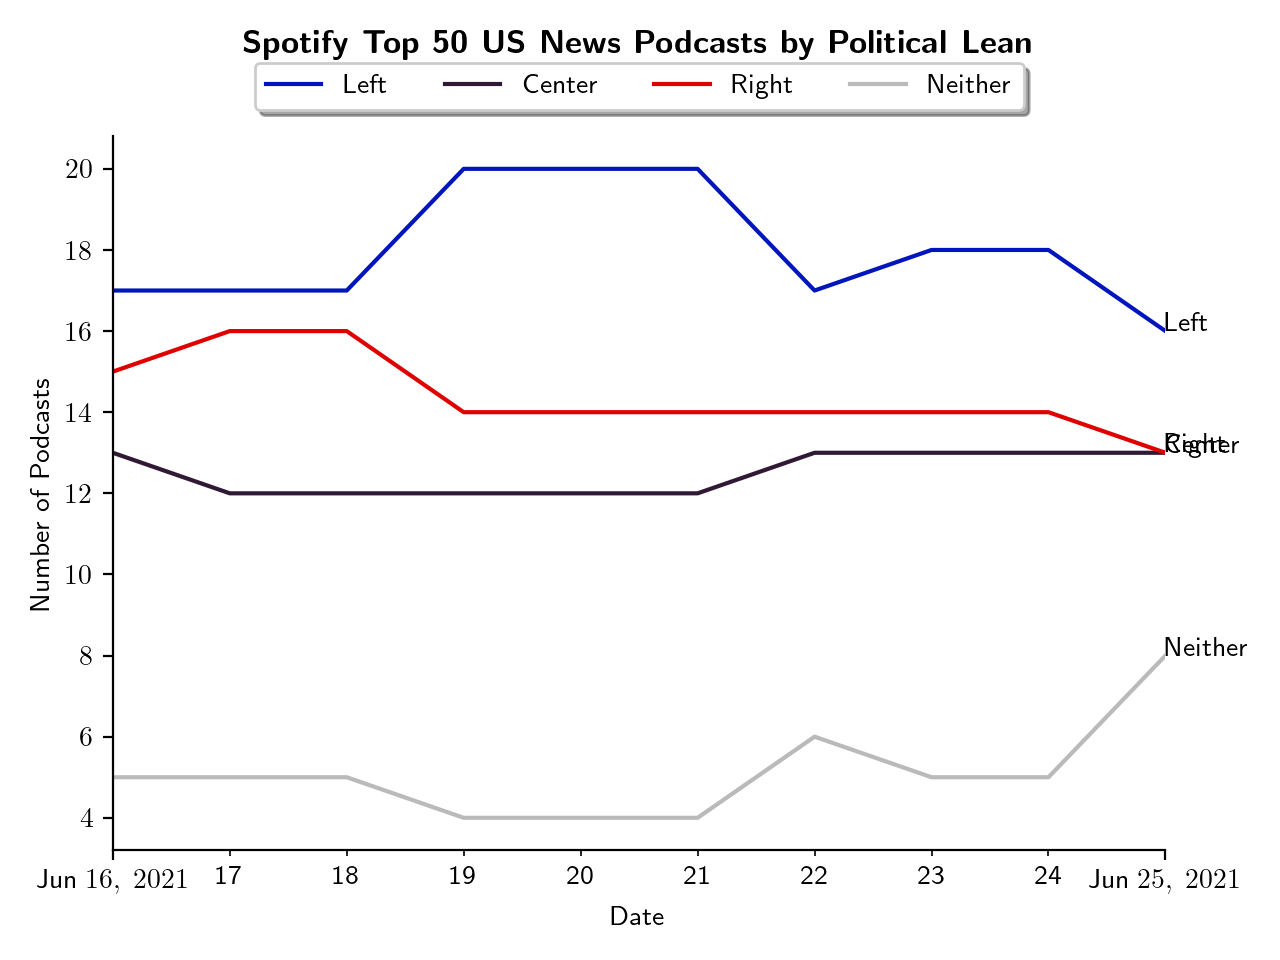 Spotify Top 50 US News Podcasts by Political Lean
Left Center Right Neither
20
18
16
14
12
10
8
6
4
Number of Podcasts
Left
Right
Center
Neither
Jun 16, 2021 17 18 19 20 21 22 23 24 Jun 25, 2021
Date